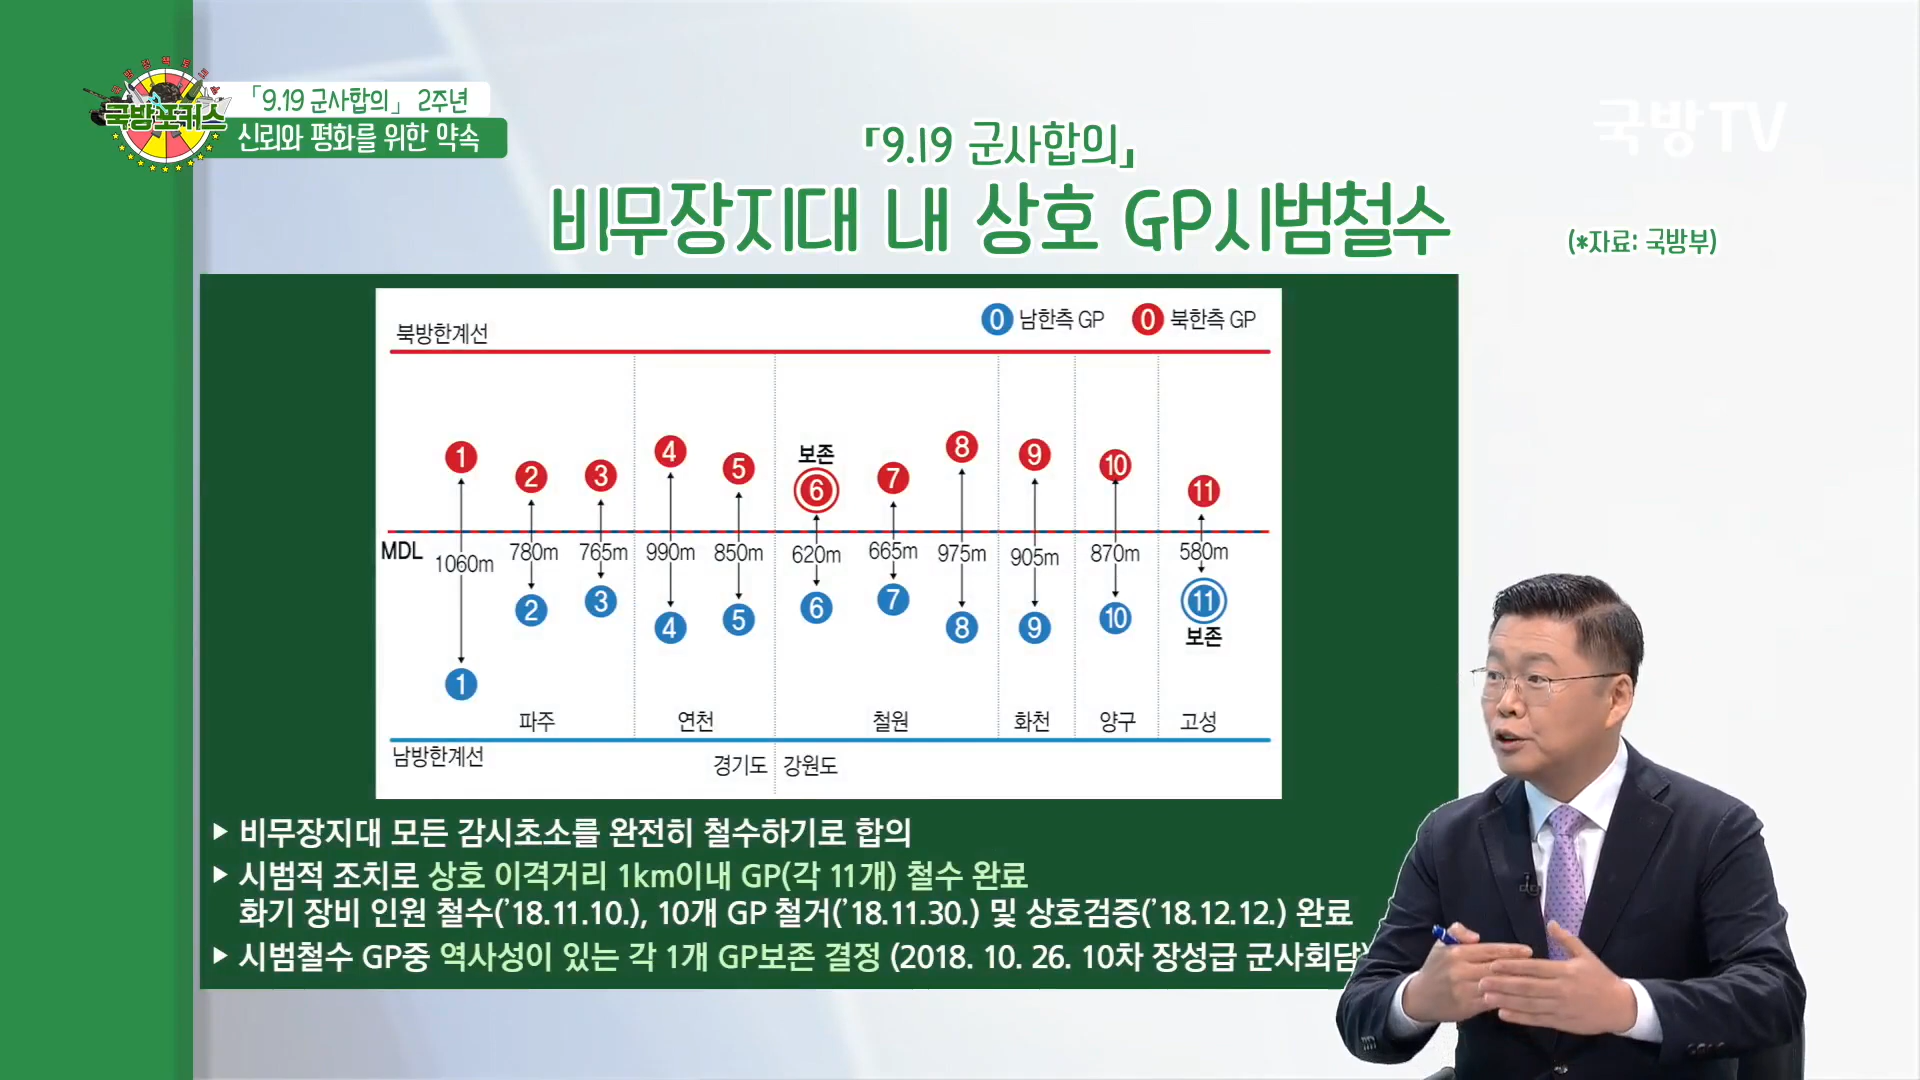 국방포커스
「9.19 군사합의」 2주년
신뢰와 평화를 위한 약속
국방TV
「9.19 군사합의」
비무장지대 내 상호 GP시범철수
(*자료: 국방부)
북방한계선
0 남한측 GP 0 북한측 GP
1 2 3 4 5 6 7 8 9 10 11
보존
MDL
1060m 780m 765m 990m 850m 620m 665m 975m 905m 870m 580m
1 2 3 4 5 6 7 8 9 10 11
보존
파주 연천 철원 화천 양구 고성
남방한계선
경기도 강원도
▶ 비무장지대 모든 감시초소를 완전히 철수하기로 합의
▶ 시범적 조치로 상호 이격거리 1km이내 GP(각 11개) 철수 완료
화기 장비 인원 철수('18.11.10.), 10개 GP 철거('18.11.30.) 및 상호검증('18.12.12.) 완료
▶ 시범철수 GP중 역사성이 있는 각 1개 GP보존 결정 (2018. 10. 26. 10차 장성급 군사회담)